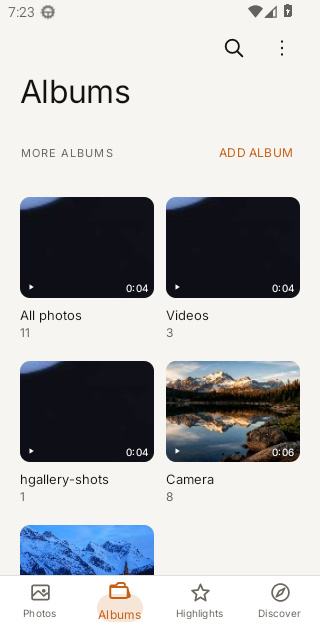 7:23
Albums
MORE ALBUMS
ADD ALBUM
0:04
0:04
All photos
Videos
11
3
0:04
0:06
hgallery-shots
Camera
1
8
Photos
Albums
Highlights
Discover